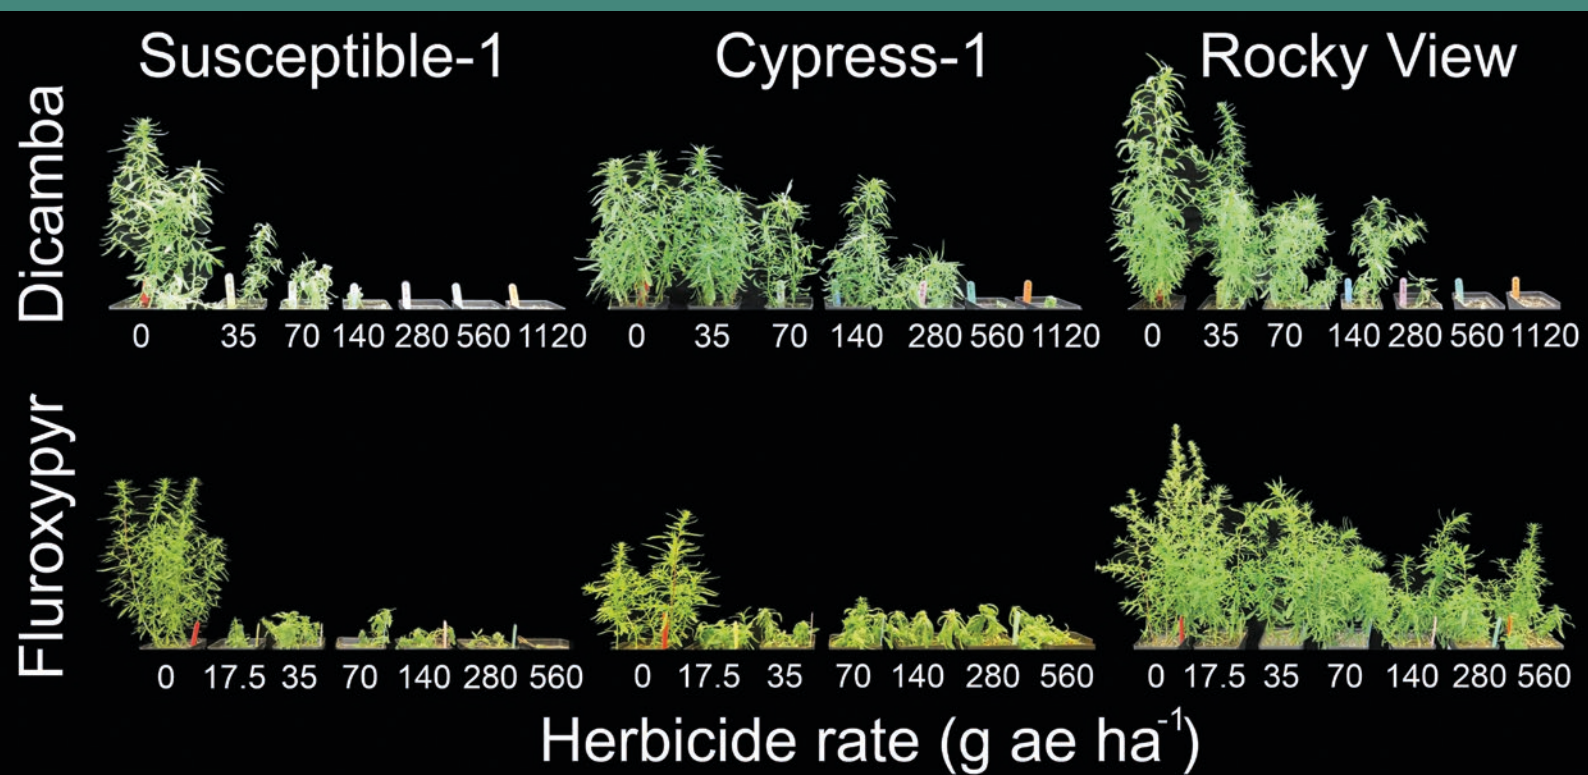 Susceptible-1 Cypress-1 Rocky View
Dicamba
0 35 70 140 280 560 1120 0 35 70 140 280 560 1120 0 35 70 140 280 560 1120
Fluroxypyr
0 17.5 35 70 140 280 560 0 17.5 35 70 140 280 560 0 17.5 35 70 140 280 560
Herbicide rate (g ae ha⁻¹)